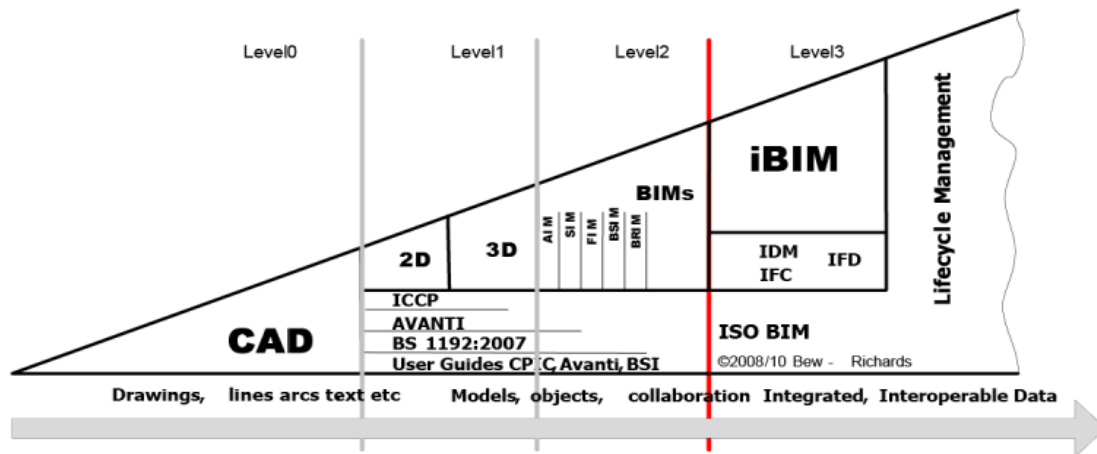 Level0
Level1
Level2
Level3
iBIM
BIMs
AIM
SIM
FIM
BSIM
BRIM
2D
3D
IDM
IFD
IFC
Lifecycle Management
ICCP
CAD
AVANTI
ISO BIM
BS 1192:2007
User Guides CPIC, Avanti, BSI
©2008/10 Bew - Richards
Drawings, lines arcs text etc
Models, objects, collaboration
Integrated, Interoperable Data